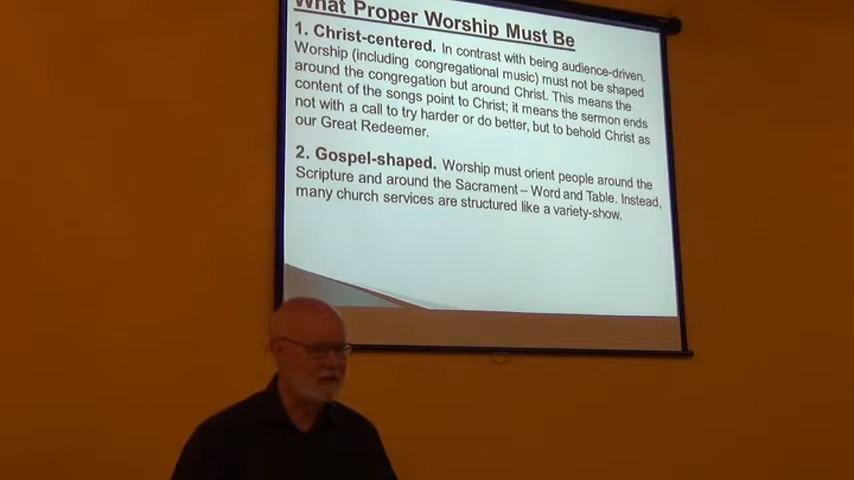 What Proper Worship Must Be
1. Christ-centered. In contrast with being audience-driven.
Worship (including congregational music) must not be shaped
around the congregation but around Christ. This means the
content of the songs point to Christ; it means the sermon ends
not with a call to try harder or do better, but to behold Christ as
our Great Redeemer.
2. Gospel-shaped. Worship must orient people around the
Scripture and around the Sacrament – Word and Table. Instead,
many church services are structured like a variety-show.